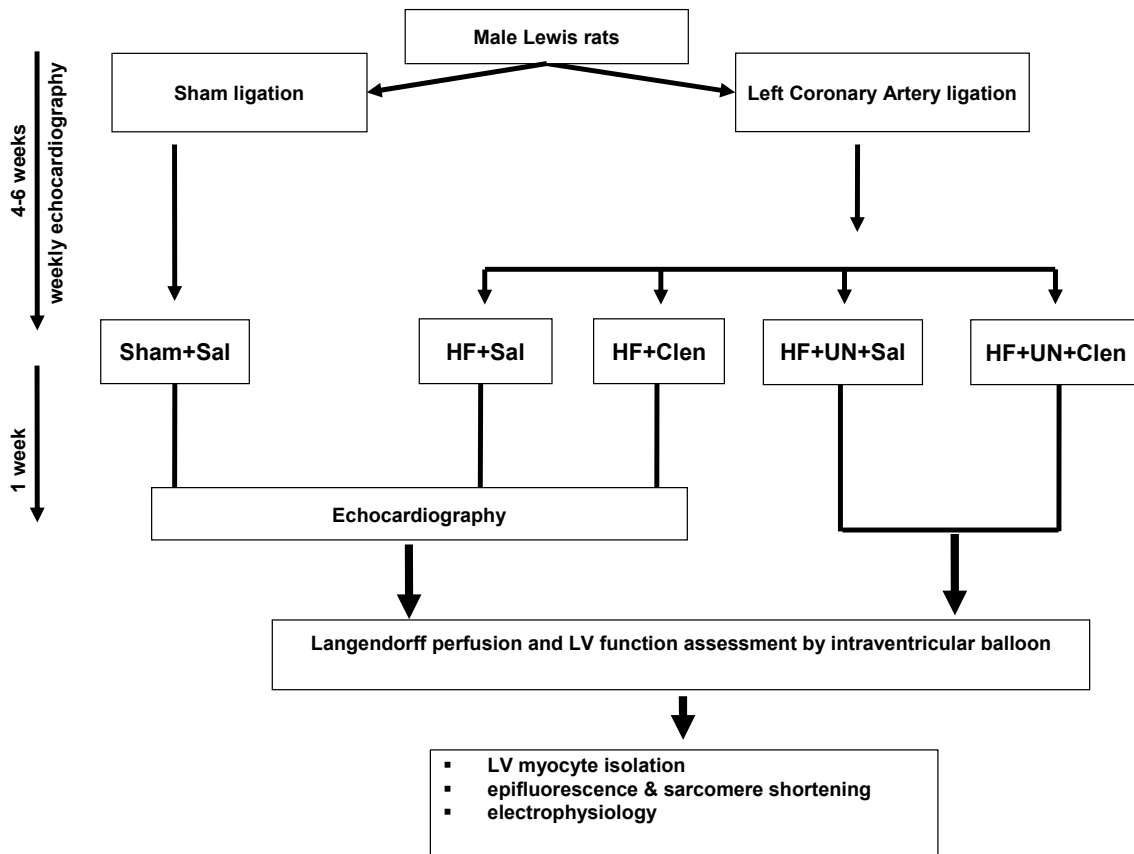 Male Lewis rats
Sham ligation
Left Coronary Artery ligation
4-6 weeks
weekly echocardiography
Sham+Sal
HF+Sal
HF+Clen
HF+UN+Sal
HF+UN+Clen
1 week
Echocardiography
Langendorff perfusion and LV function assessment by intraventricular balloon
▪ LV myocyte isolation
▪ epifluorescence & sarcomere shortening
▪ electrophysiology